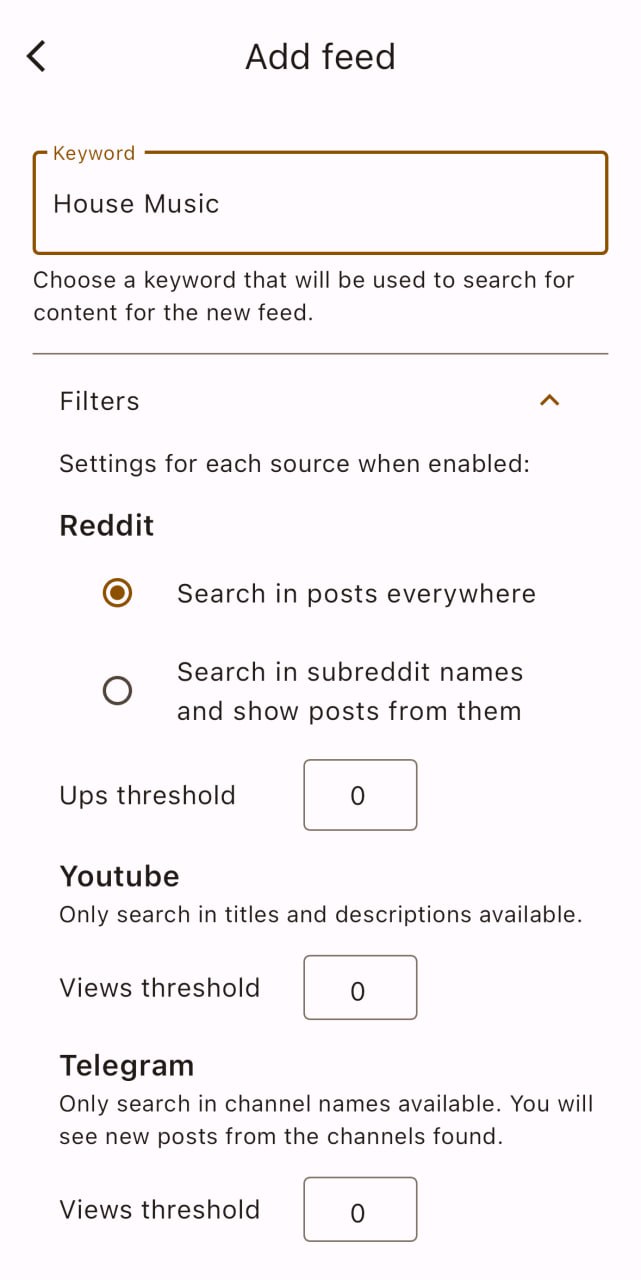 Add feed
Keyword
House Music
Choose a keyword that will be used to search for
content for the new feed.
Filters
Settings for each source when enabled:
Reddit
Search in posts everywhere
Search in subreddit names
and show posts from them
Ups threshold 0
Youtube
Only search in titles and descriptions available.
Views threshold 0
Telegram
Only search in channel names available. You will
see new posts from the channels found.
Views threshold 0